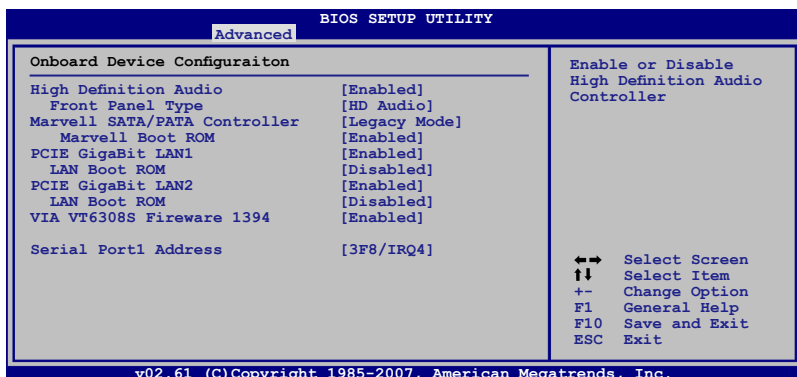 BIOS SETUP UTILITY
Advanced
Onboard Device Configuraiton
High Definition Audio [Enabled]
Front Panel Type [HD Audio]
Marvell SATA/PATA Controller [Legacy Mode]
Marvell Boot ROM [Enabled]
PCIE GigaBit LAN1 [Enabled]
LAN Boot ROM [Disabled]
PCIE GigaBit LAN2 [Enabled]
LAN Boot ROM [Disabled]
VIA VT6308S Fireware 1394 [Enabled]
Serial Port1 Address [3F8/IRQ4]
Enable or Disable
High Definition Audio
Controller
←→ Select Screen
↑↓ Select Item
+- Change Option
F1 General Help
F10 Save and Exit
ESC Exit
v02.61 (C)Copyright 1985-2007, American Megatrends, Inc.